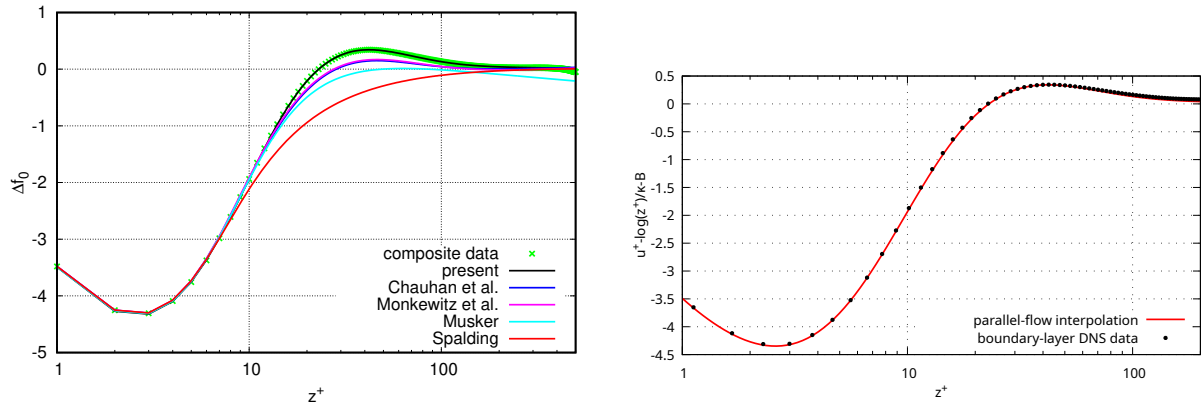 1
0
-1
-2
-3
-4
-5
Δf₀
composite data
present
Chauhan et al.
Monkewitz et al.
Musker
Spalding
1
10
100
z⁺
0.5
0
-0.5
-1
-1.5
-2
-2.5
-3
-3.5
-4
-4.5
u⁺-log(z⁺)/κ-B
parallel-flow interpolation
boundary-layer DNS data
1
10
100
z⁺